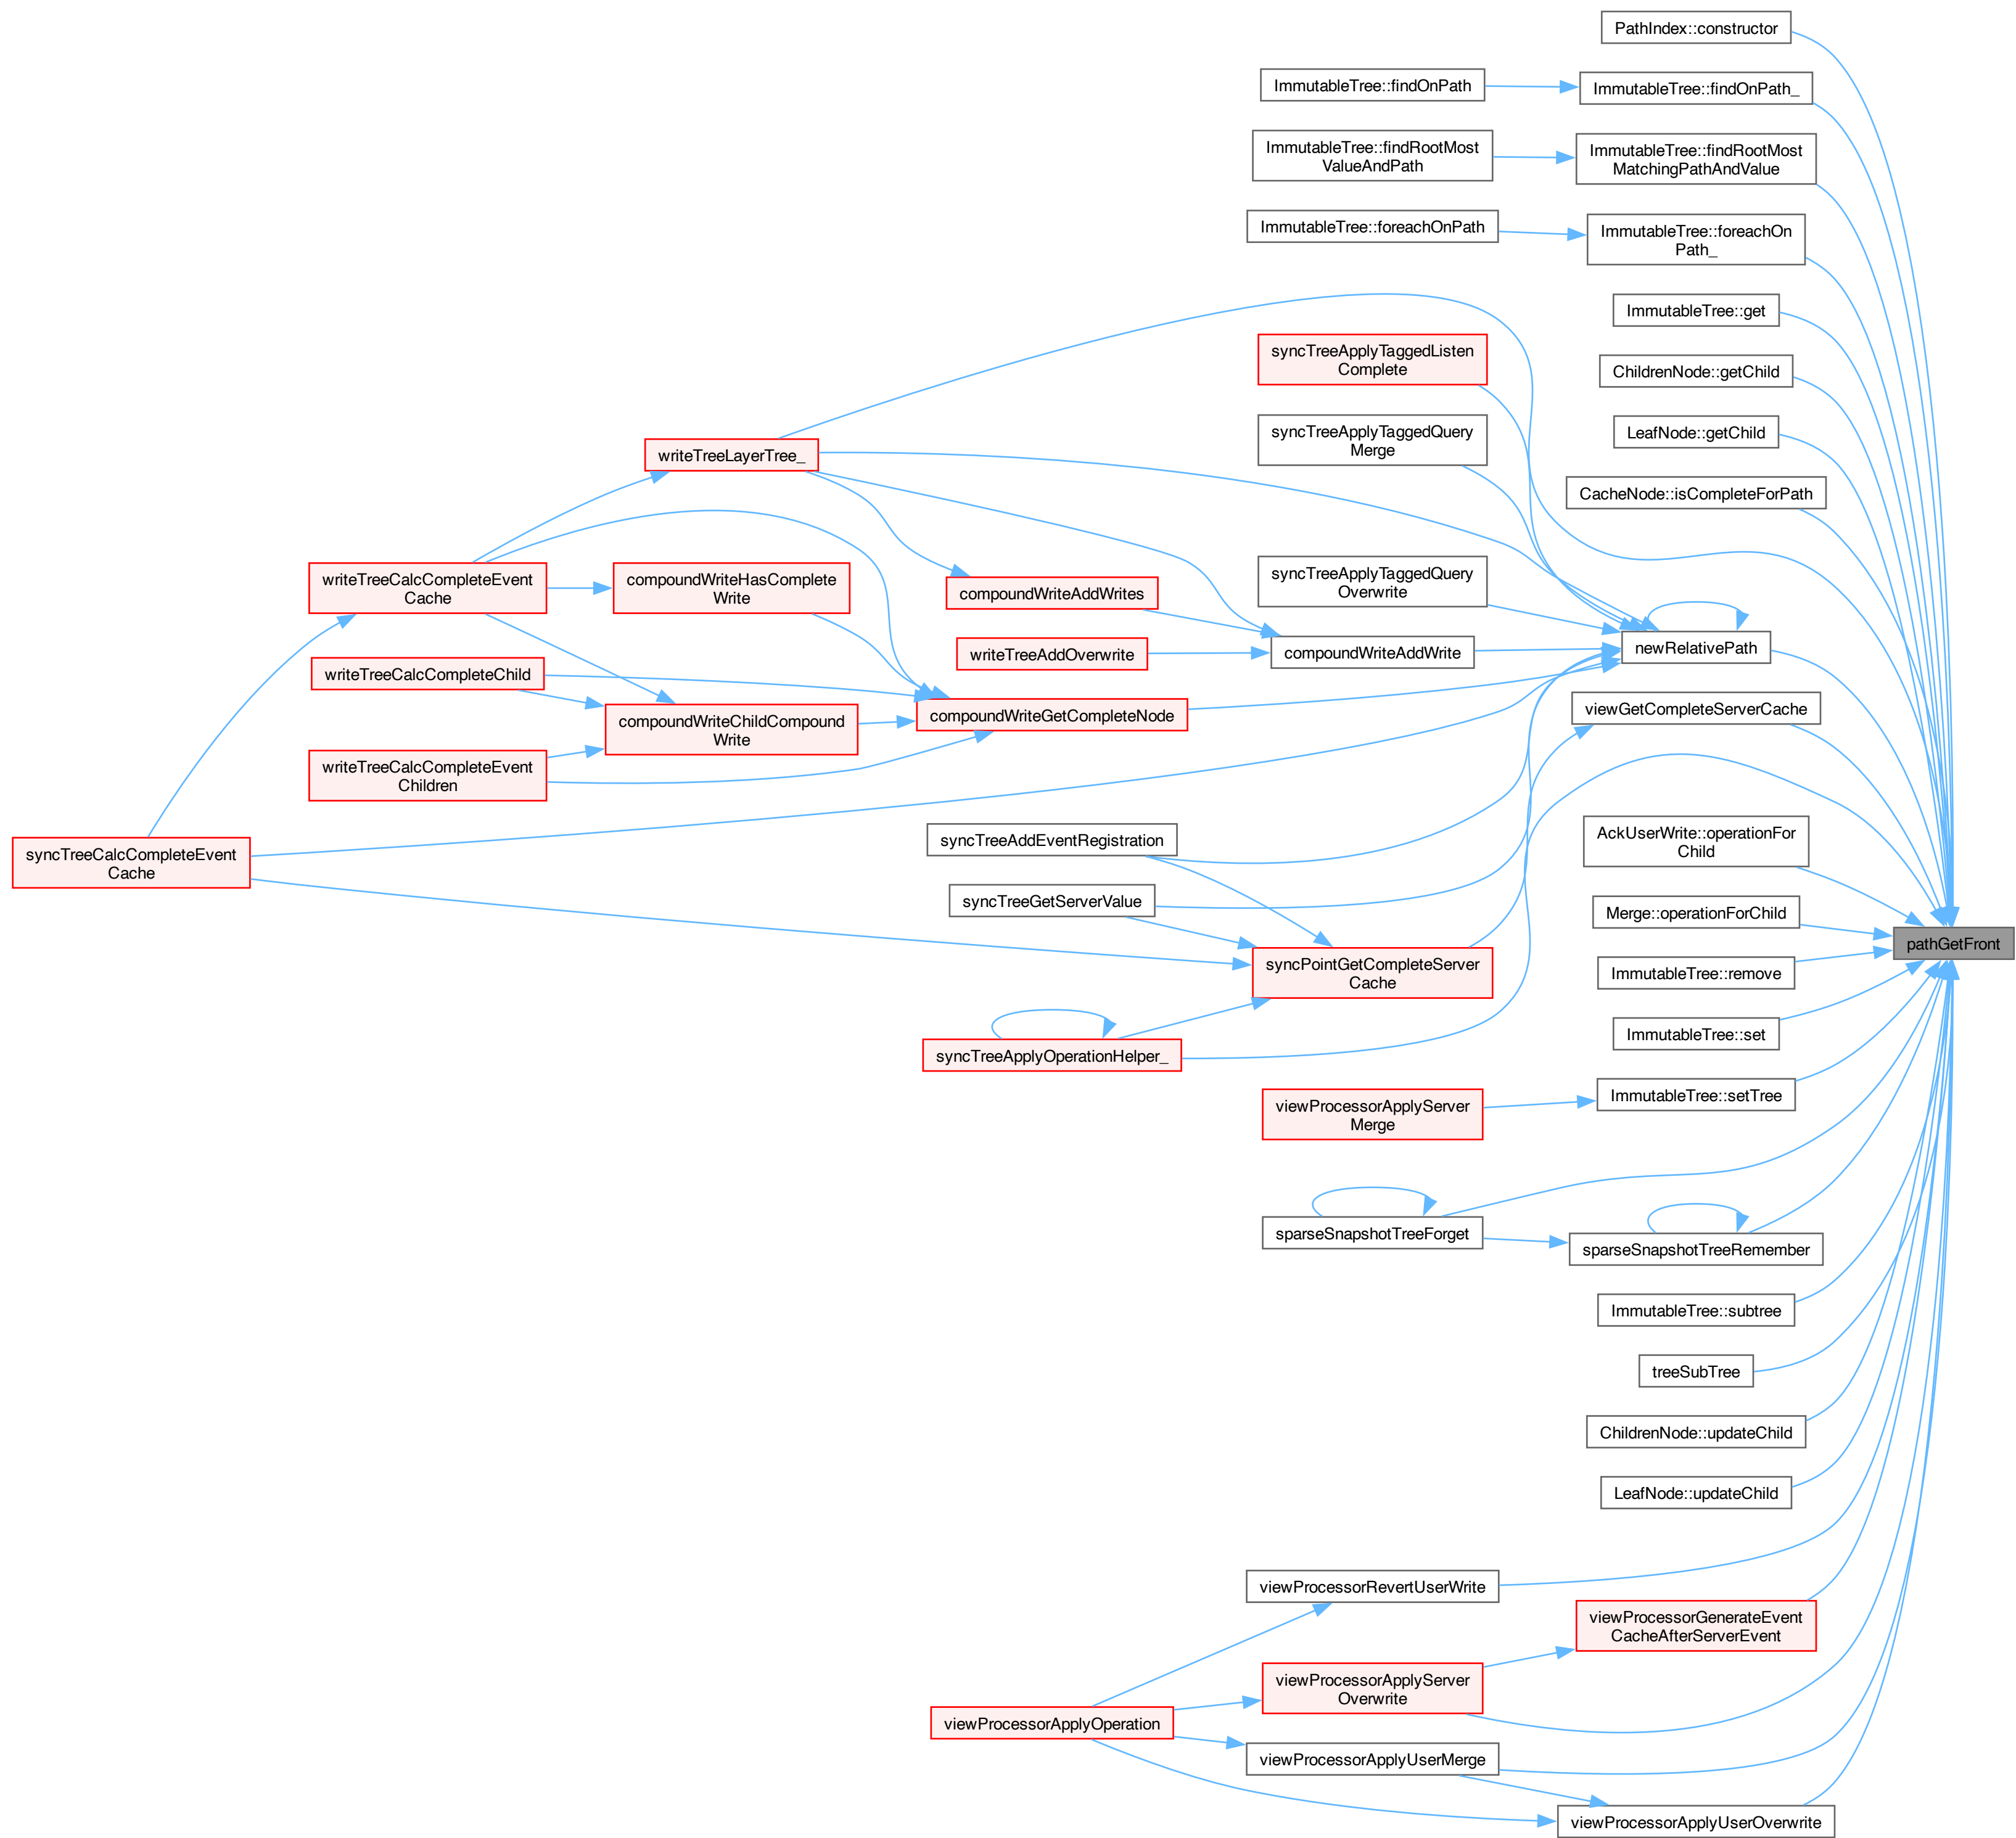 PathIndex::constructor
ImmutableTree::findOnPath
ImmutableTree::findOnPath_
ImmutableTree::findRootMost
ValueAndPath
ImmutableTree::findRootMost
MatchingPathAndValue
ImmutableTree::foreachOnPath
ImmutableTree::foreachOn
Path_
ImmutableTree::get
syncTreeApplyTaggedListen
Complete
ChildrenNode::getChild
LeafNode::getChild
syncTreeApplyTaggedQuery
Merge
writeTreeLayerTree_
CacheNode::isCompleteForPath
writeTreeCalcCompleteEvent
Cache
compoundWriteHasComplete
Write
compoundWriteAddWrites
syncTreeApplyTaggedQuery
Overwrite
writeTreeAddOverwrite
compoundWriteAddWrite
newRelativePath
writeTreeCalcCompleteChild
compoundWriteChildCompound
Write
compoundWriteGetCompleteNode
viewGetCompleteServerCache
writeTreeCalcCompleteEvent
Children
syncTreeCalcCompleteEvent
Cache
syncTreeAddEventRegistration
AckUserWrite::operationFor
Child
syncTreeGetServerValue
Merge::operationForChild
pathGetFront
syncPointGetCompleteServer
Cache
ImmutableTree::remove
ImmutableTree::set
syncTreeApplyOperationHelper_
viewProcessorApplyServer
Merge
ImmutableTree::setTree
sparseSnapshotTreeForget
sparseSnapshotTreeRemember
ImmutableTree::subtree
treeSubTree
ChildrenNode::updateChild
LeafNode::updateChild
viewProcessorRevertUserWrite
viewProcessorGenerateEvent
CacheAfterServerEvent
viewProcessorApplyServer
Overwrite
viewProcessorApplyOperation
viewProcessorApplyUserMerge
viewProcessorApplyUserOverwrite